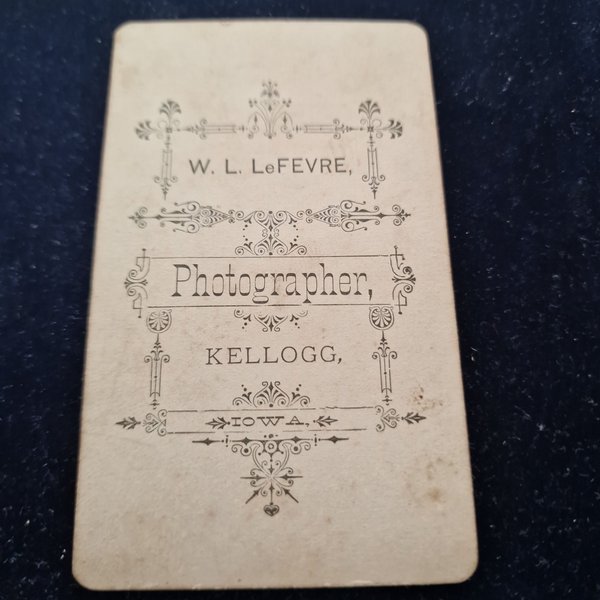 W. L. LeFEVRE,
Photographer,
KELLOGG,
IOWA,